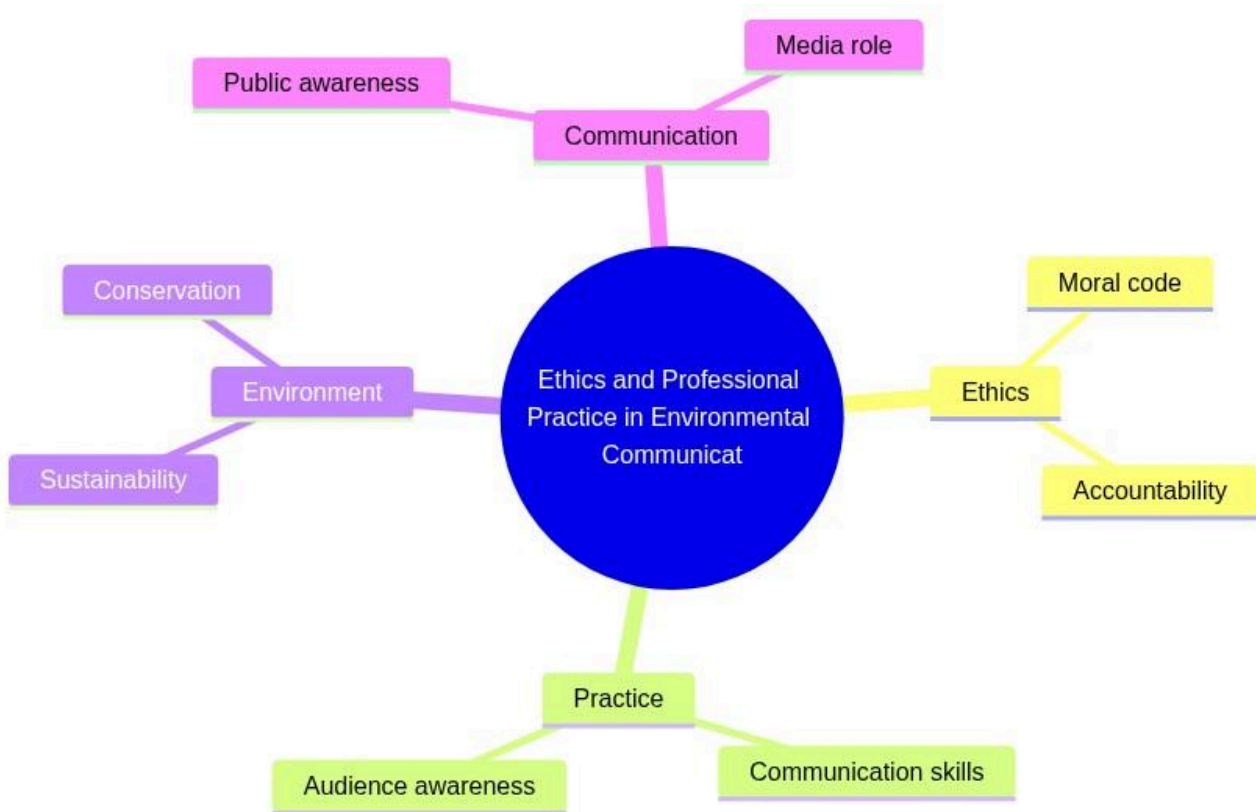 Media role
Public awareness
Communication
Moral code
Conservation
Ethics and Professional
Practice in Environmental
Communicat
Environment
Ethics
Sustainability
Accountability
Practice
Audience awareness
Communication skills